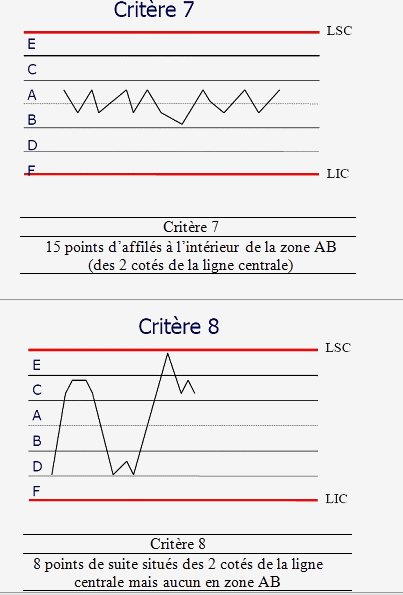 Critère 7
LSC
E
C
A
B
D
F
LIC
Critère 7
15 points d’affilés à l’intérieur de la zone AB
(des 2 cotés de la ligne centrale)
Critère 8
LSC
E
C
A
B
D
F
LIC
Critère 8
8 points de suite situés des 2 cotés de la ligne
centrale mais aucun en zone AB